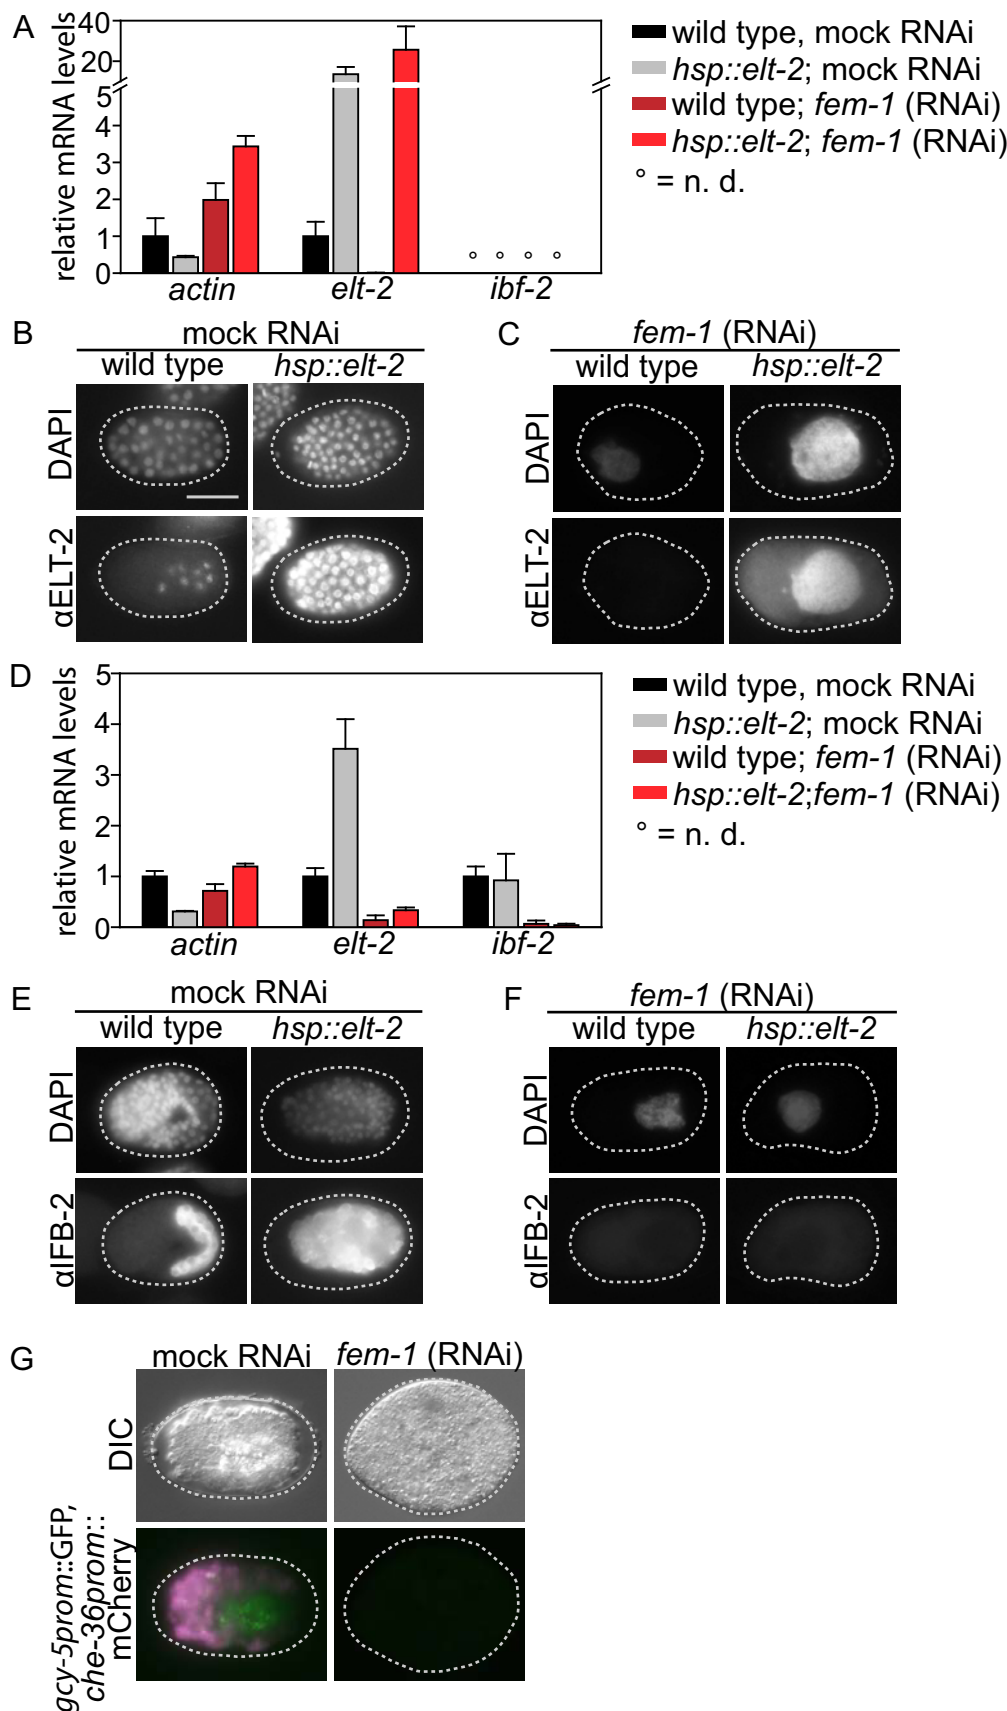 A
relative mRNA levels
40
20
5
4
3
2
1
0
actin
elt-2
ibf-2
wild type, mock RNAi
hsp::elt-2; mock RNAi
wild type; fem-1 (RNAi)
hsp::elt-2; fem-1 (RNAi)
° = n. d.
B
mock RNAi
wild type
hsp::elt-2
DAPI
αELT-2
C
fem-1 (RNAi)
wild type
hsp::elt-2
DAPI
αELT-2
D
relative mRNA levels
5
4
3
2
1
0
actin
elt-2
ibf-2
wild type, mock RNAi
hsp::elt-2; mock RNAi
wild type; fem-1 (RNAi)
hsp::elt-2;fem-1 (RNAi)
° = n. d.
E
mock RNAi
wild type
hsp::elt-2
DAPI
αIFB-2
F
fem-1 (RNAi)
wild type
hsp::elt-2
DAPI
αIFB-2
G
mock RNAi
fem-1 (RNAi)
DIC
gcy-5prom::GFP,
che-36prom::
mCherry